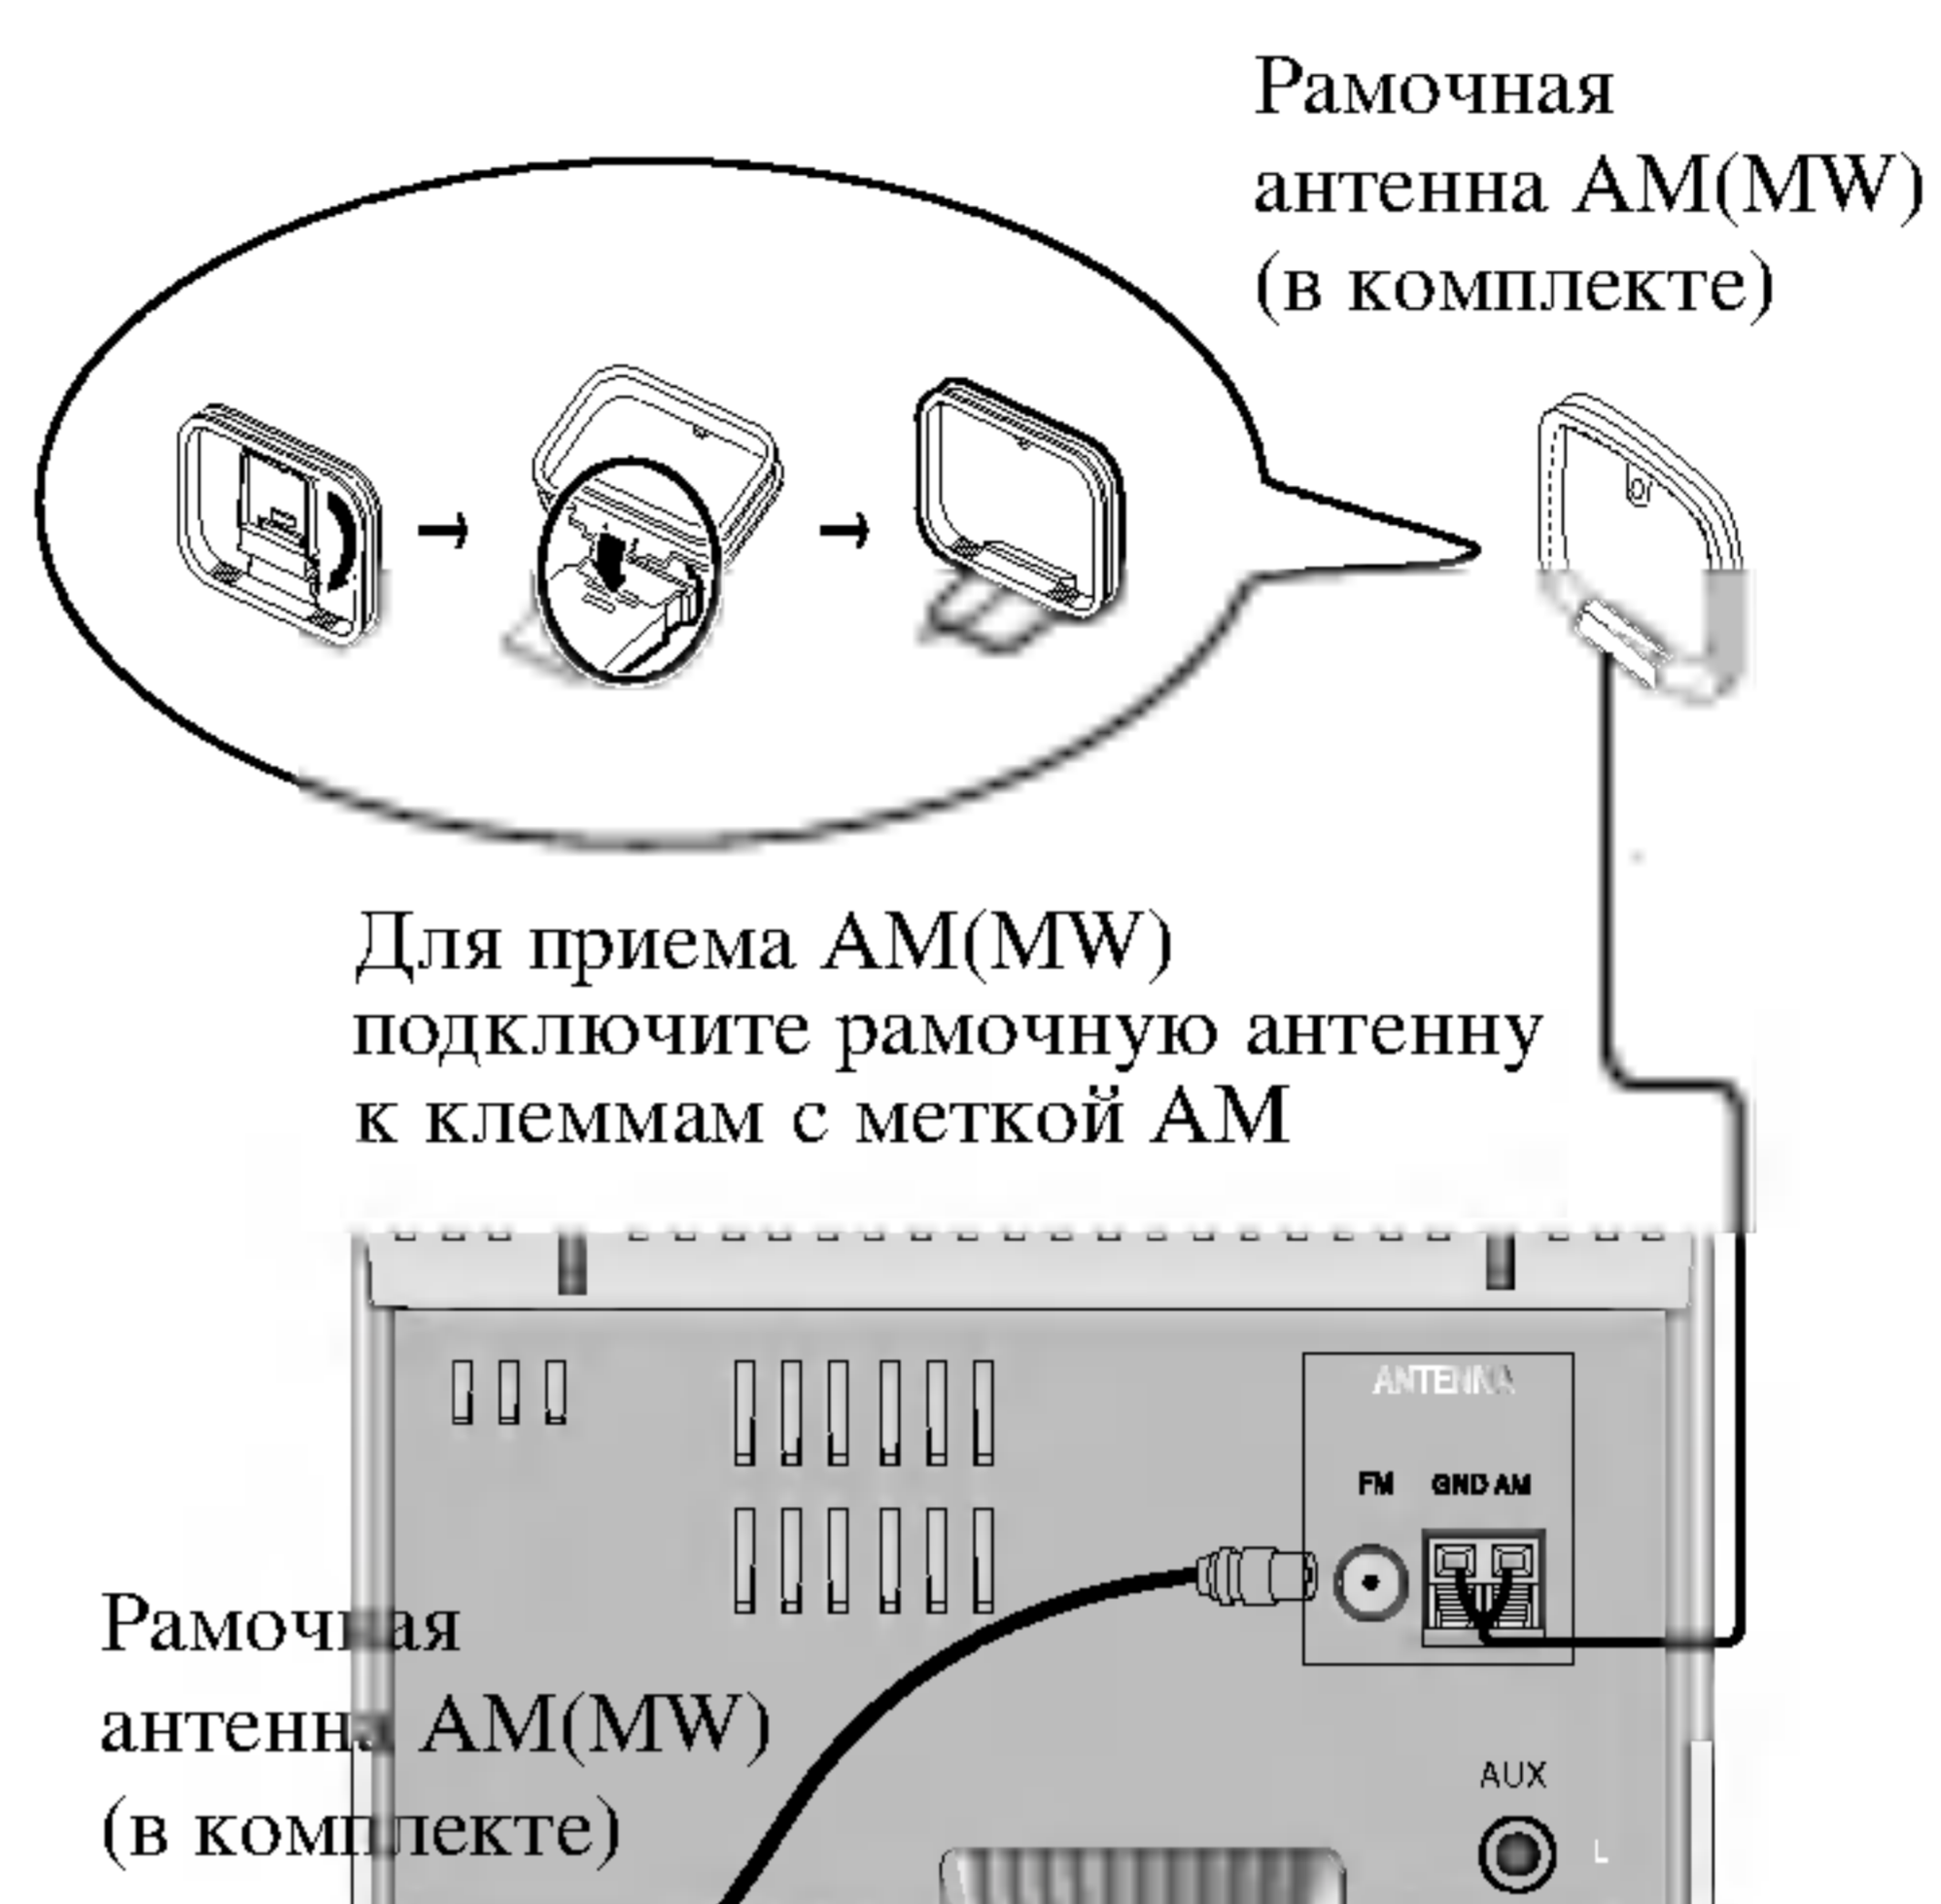 Рамочная
антенна AM(MW)
(в комплекте)
Для приема AM(MW)
подключите рамочную антенну
к клеммам с меткой AM
ANTENNA
FM GND AM
Рамочная
антенна AM(MW)
(в комплекте)
AUX
L